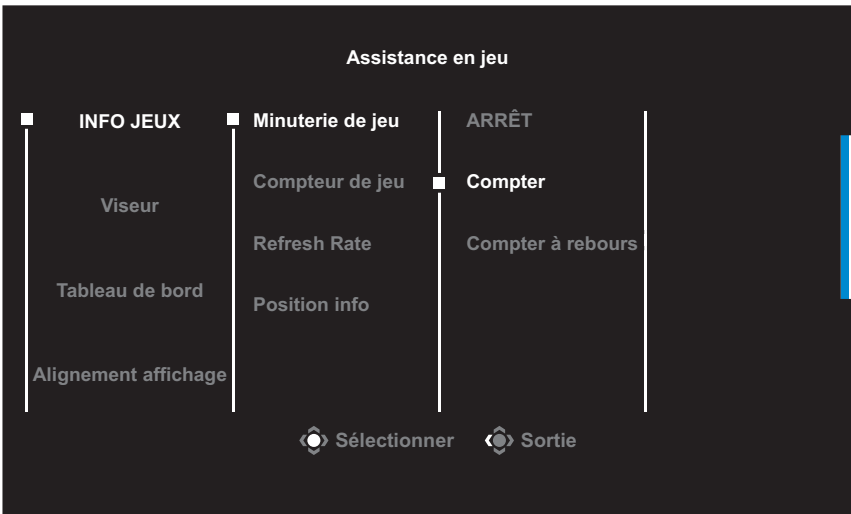 Assistance en jeu
INFO JEUX
Viseur
Tableau de bord
Alignement affichage
Minuterie de jeu
Compteur de jeu
Refresh Rate
Position info
ARRÊT
Compter
Compter à rebours
Sélectionner
Sortie